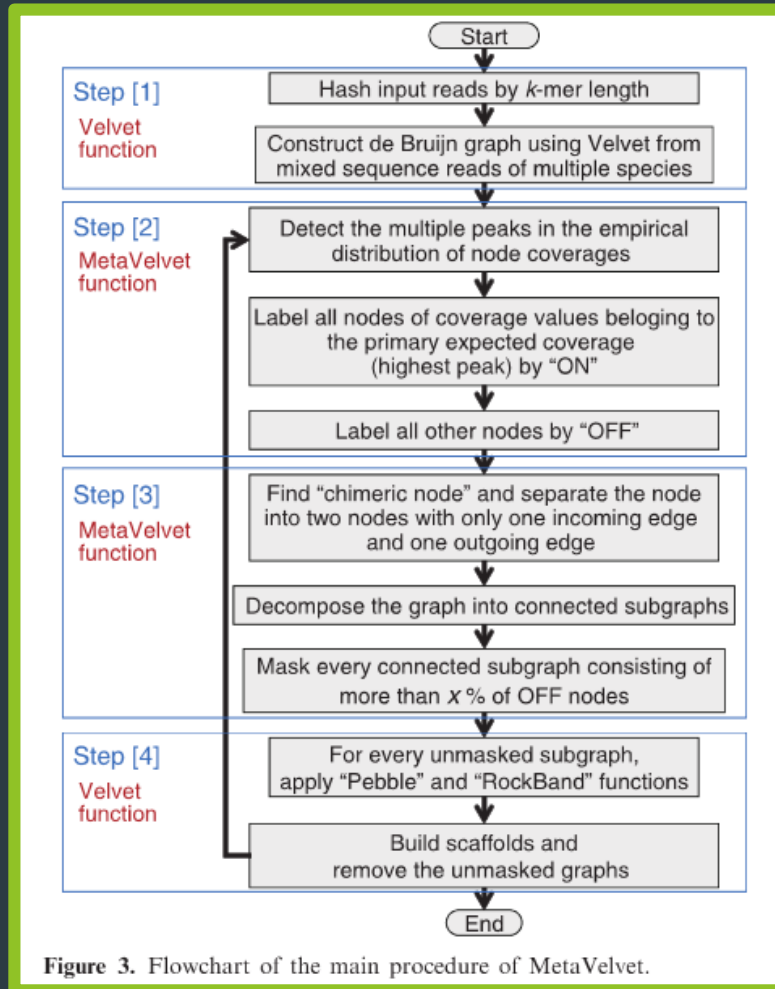 Start
Step [1]
Velvet
function
Hash input reads by k-mer length
Construct de Bruijn graph using Velvet from
mixed sequence reads of multiple species
Step [2]
MetaVelvet
function
Detect the multiple peaks in the empirical
distribution of node coverages
Label all nodes of coverage values beloging to
the primary expected coverage
(highest peak) by “ON”
Label all other nodes by “OFF”
Step [3]
MetaVelvet
function
Find “chimeric node” and separate the node
into two nodes with only one incoming edge
and one outgoing edge
Decompose the graph into connected subgraphs
Mask every connected subgraph consisting of
more than x % of OFF nodes
Step [4]
Velvet
function
For every unmasked subgraph,
apply “Pebble” and “RockBand” functions
Build scaffolds and
remove the unmasked graphs
End
Figure 3. Flowchart of the main procedure of MetaVelvet.